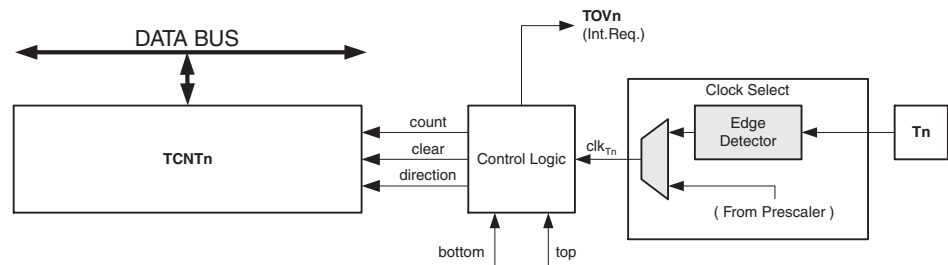 TOVn
(Int.Req.)
DATA BUS
Clock Select
TCNTn
count
clear
direction
Control Logic
clkTn
Edge
Detector
Tn
( From Prescaler )
bottom
top